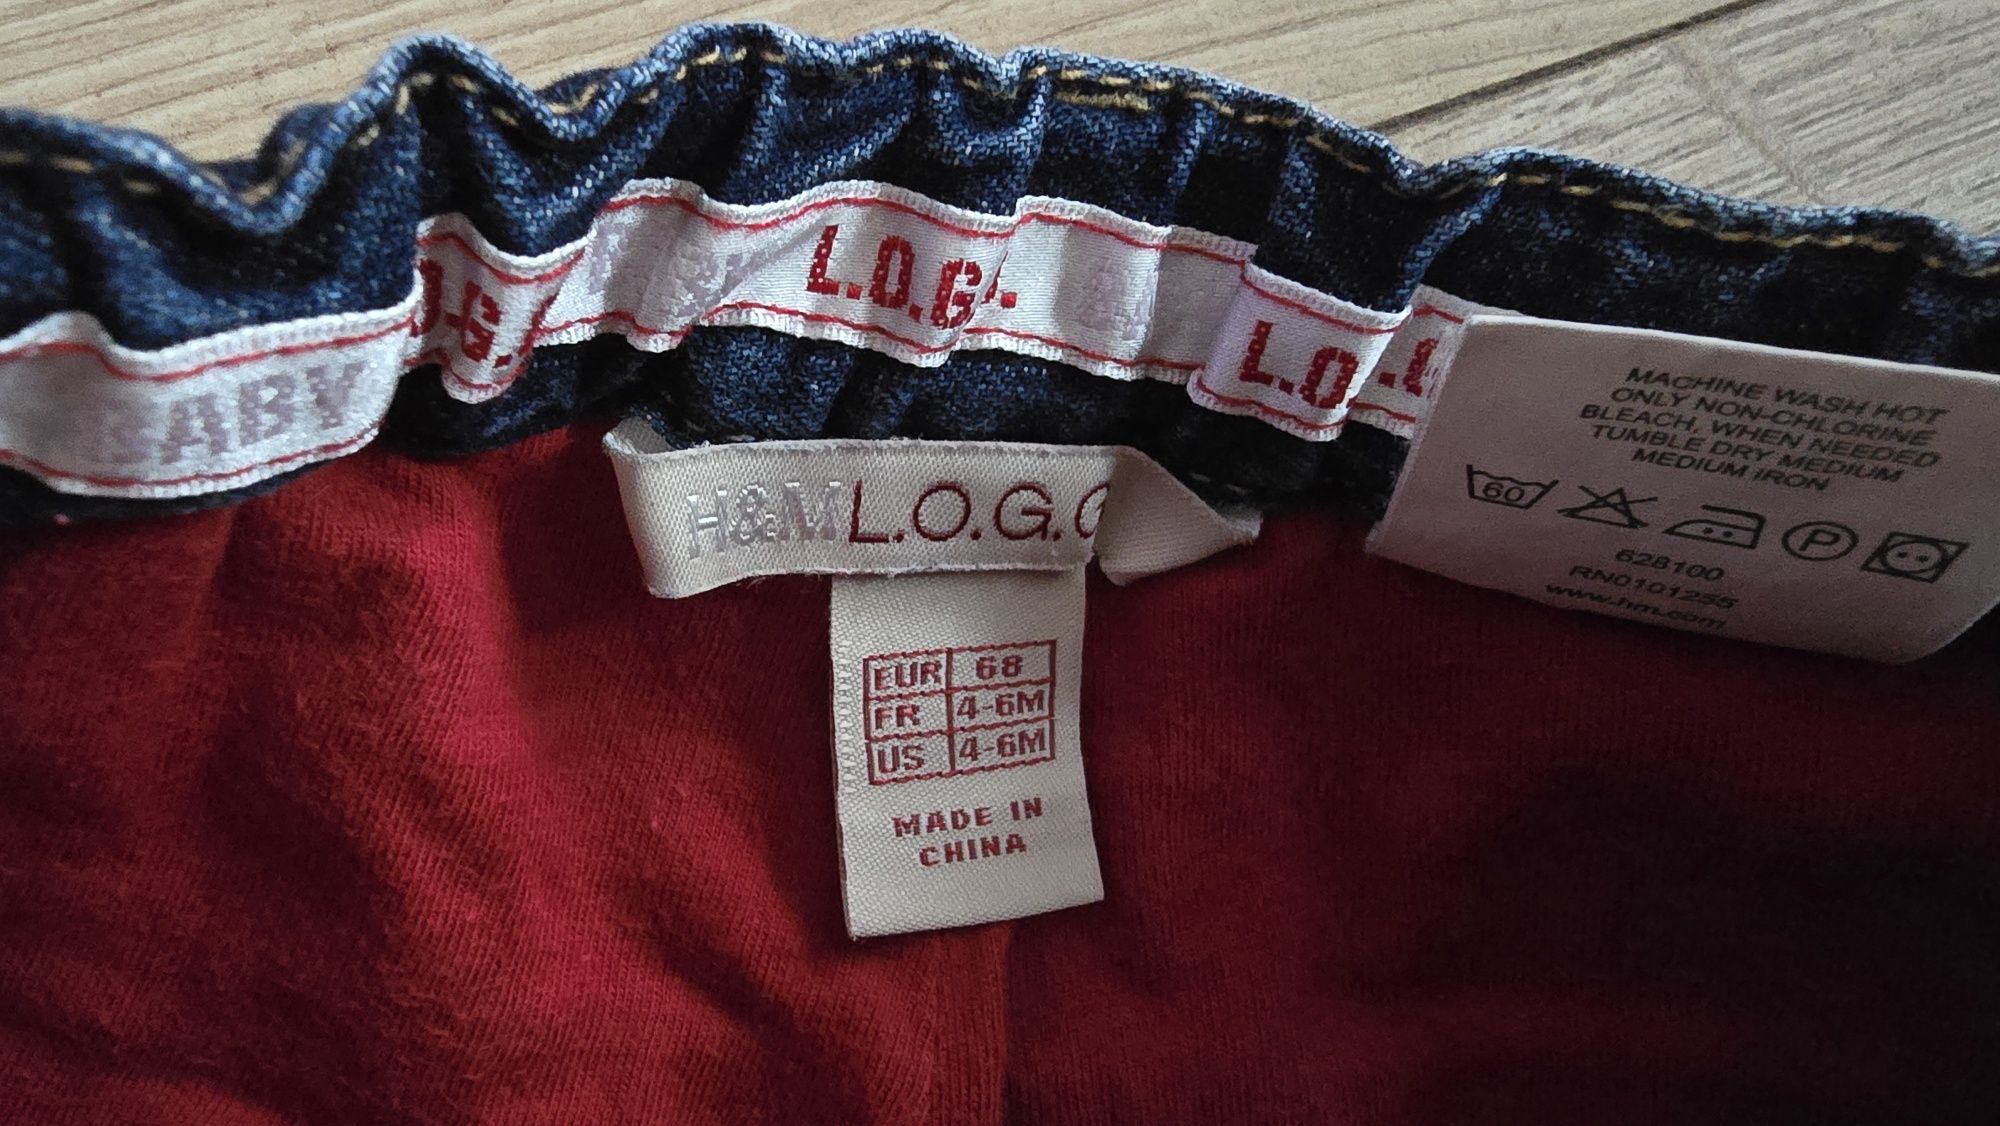 BABY
L.O.G.
L.O
H&M L.O.G.G
EUR 68
FR 4-6M
US 4-6M
MADE IN
CHINA
MACHINE WASH HOT
ONLY NON-CHLORINE
BLEACH, WHEN NEEDED
TUMBLE DRY MEDIUM
MEDIUM IRON
60
P
628100
RN0101255
www.hm.com